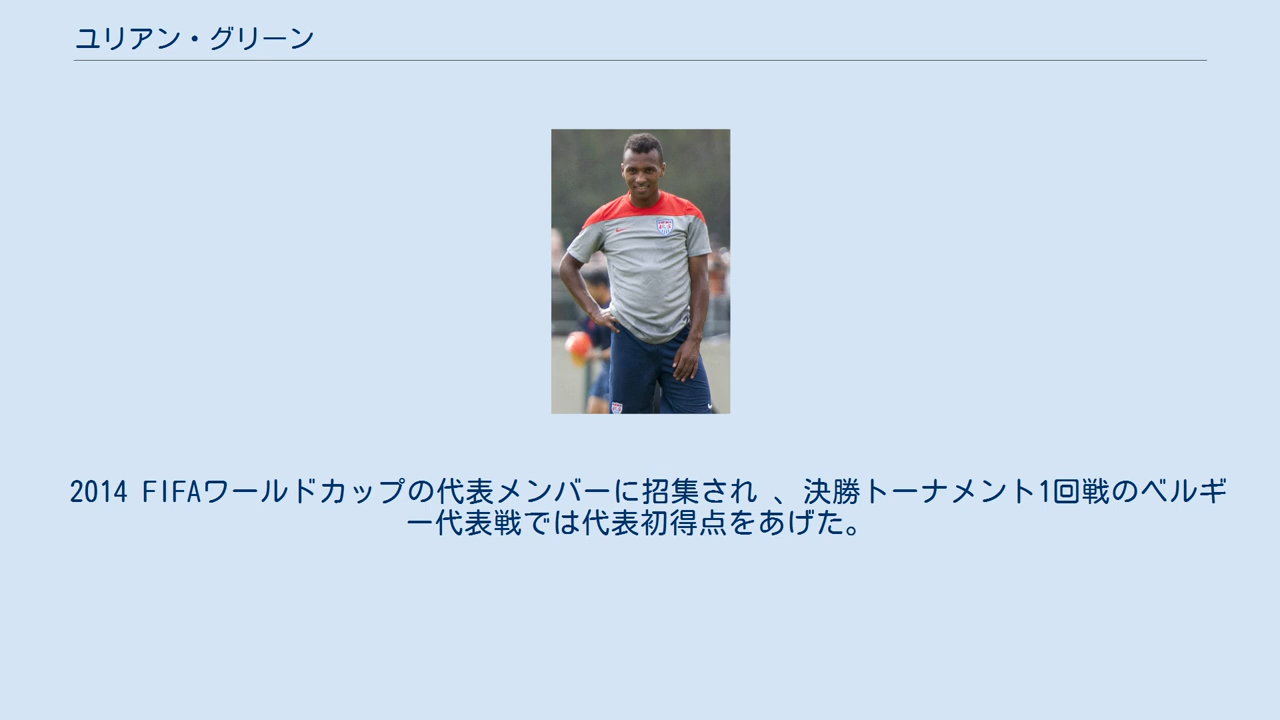 ユリアン・グリーン
2014 FIFAワールドカップの代表メンバーに招集され 、決勝トーナメント1回戦のベルギ
ー代表戦では代表初得点をあげた。